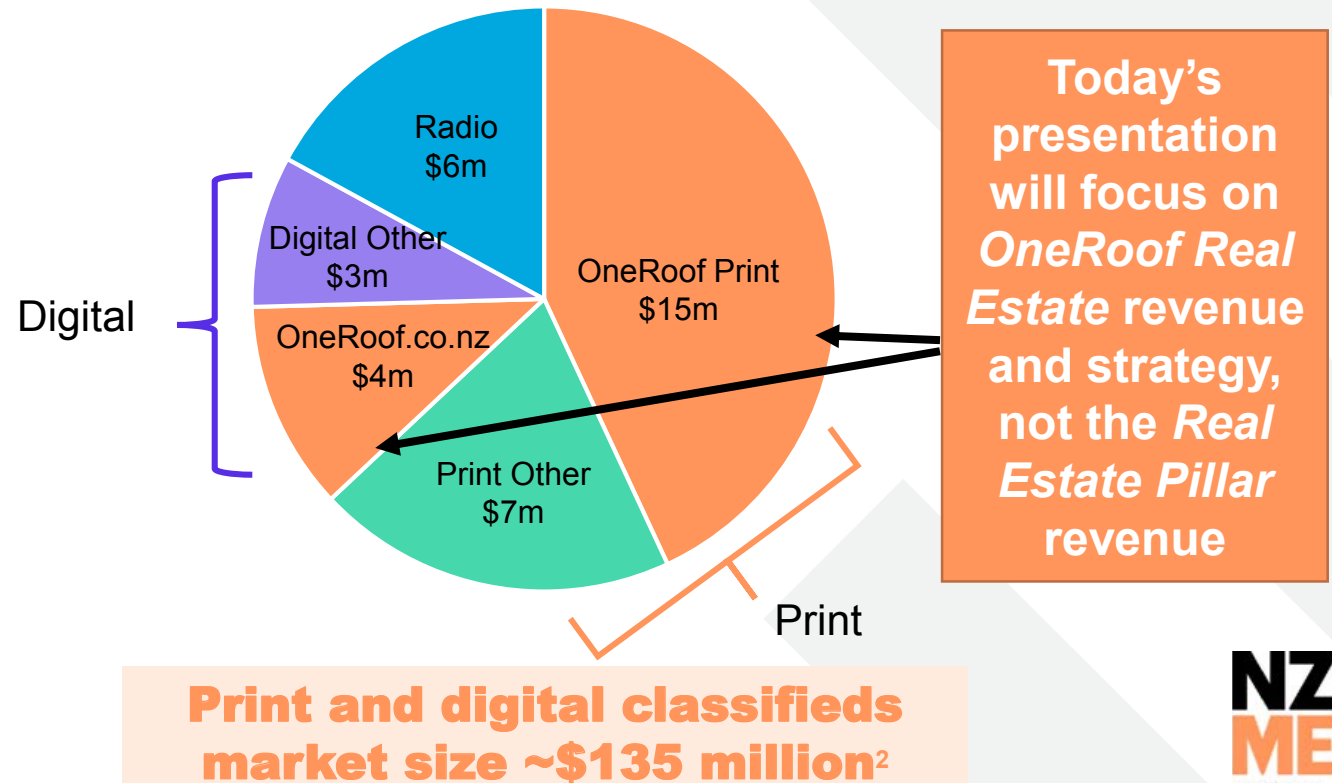 Radio
$6m
Digital Other
$3m
OneRoof.co.nz
$4m
OneRoof Print
$15m
Print Other
$7m
Digital
Print
Today's
presentation
will focus on
OneRoof Real
Estate revenue
and strategy,
not the Real
Estate Pillar
revenue
Print and digital classifieds
market size ~$135 million²
NZ
ME